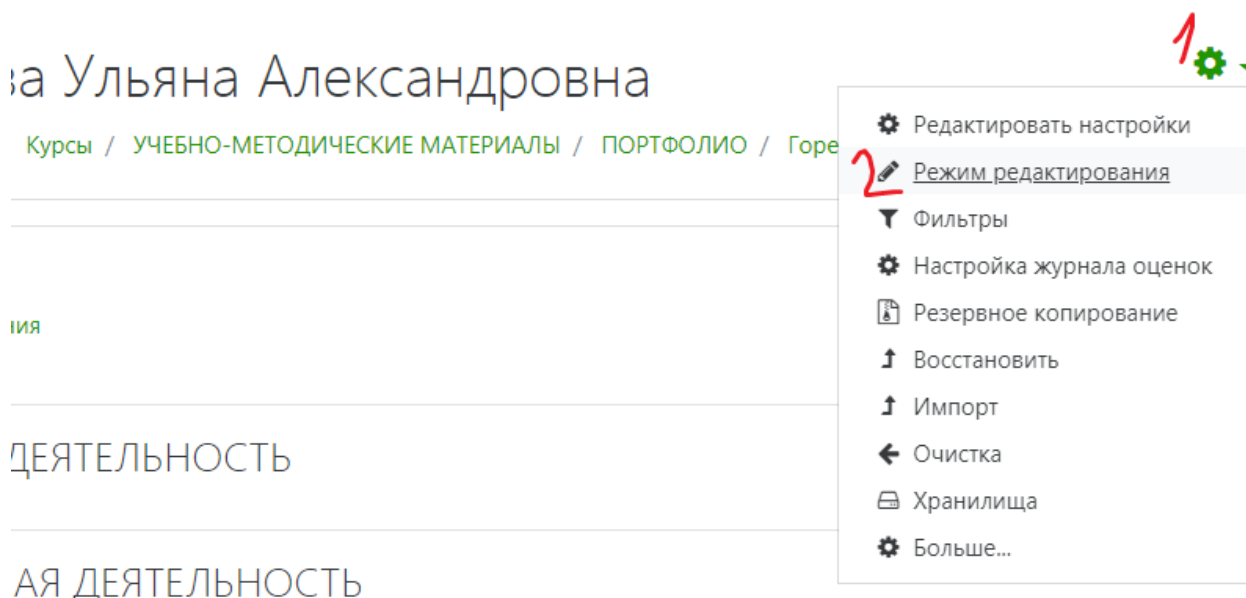 1
ва Ульяна Александровна
Курсы / УЧЕБНО-МЕТОДИЧЕСКИЕ МАТЕРИАЛЫ / ПОРТФОЛИО / Горе
Редактировать настройки
2 Режим редактирования
Фильтры
Настройка журнала оценок
Резервное копирование
ния
Восстановить
Импорт
ДЕЯТЕЛЬНОСТЬ
Очистка
Хранилища
Больше...
АЯ ДЕЯТЕЛЬНОСТЬ